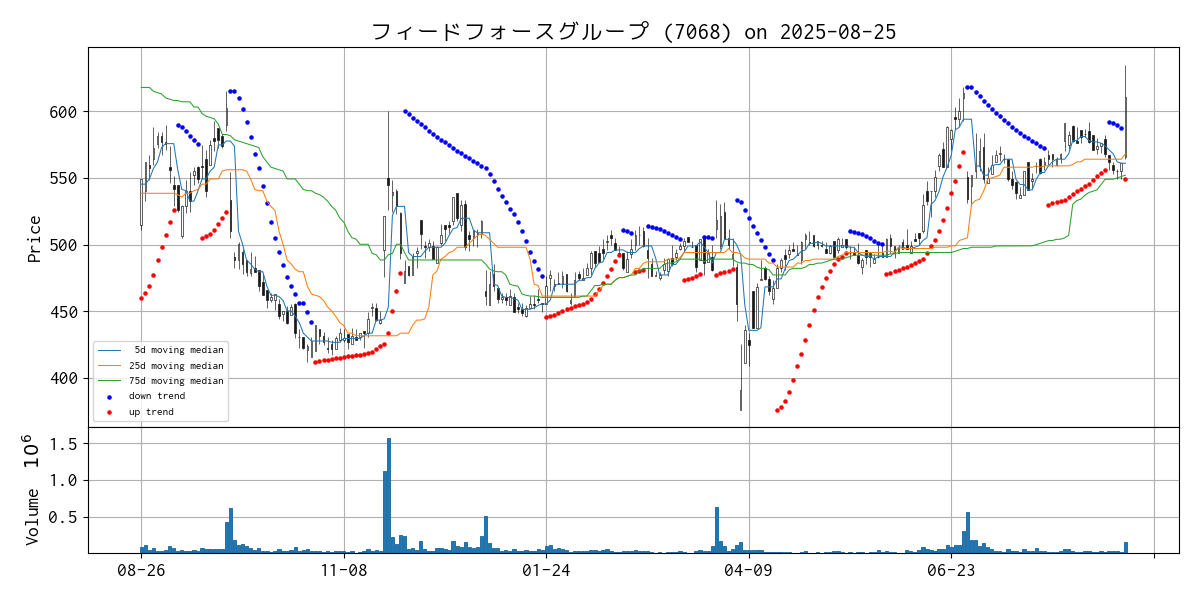 フィードフォースグループ (7068) on 2025-08-25
Price
600
550
500
450
400
5d moving median
25d moving median
75d moving median
down trend
up trend
Volume 10^6
1.5
1.0
0.5
08-26
11-08
01-24
04-09
06-23